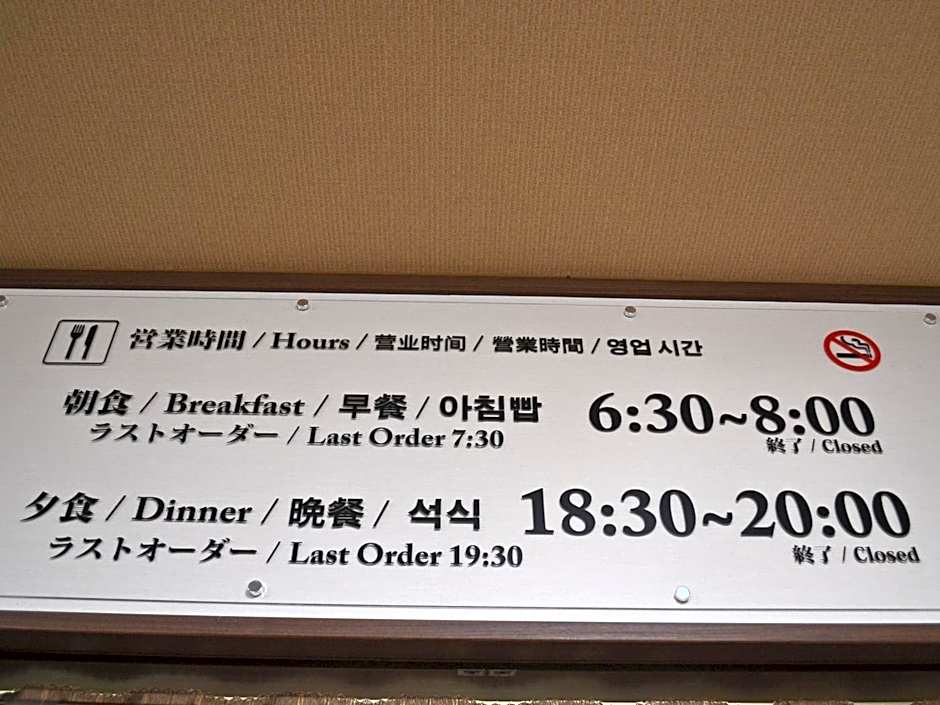 営業時間 / Hours / 营业时间 / 營業時間 / 영업 시간
朝食 / Breakfast / 早餐 / 아침빱 6:30~8:00
ラストオーダー / Last Order 7:30 終了 / Closed
夕食 / Dinner / 晩餐 / 석식 18:30~20:00
ラストオーダー / Last Order 19:30 終了 / Closed